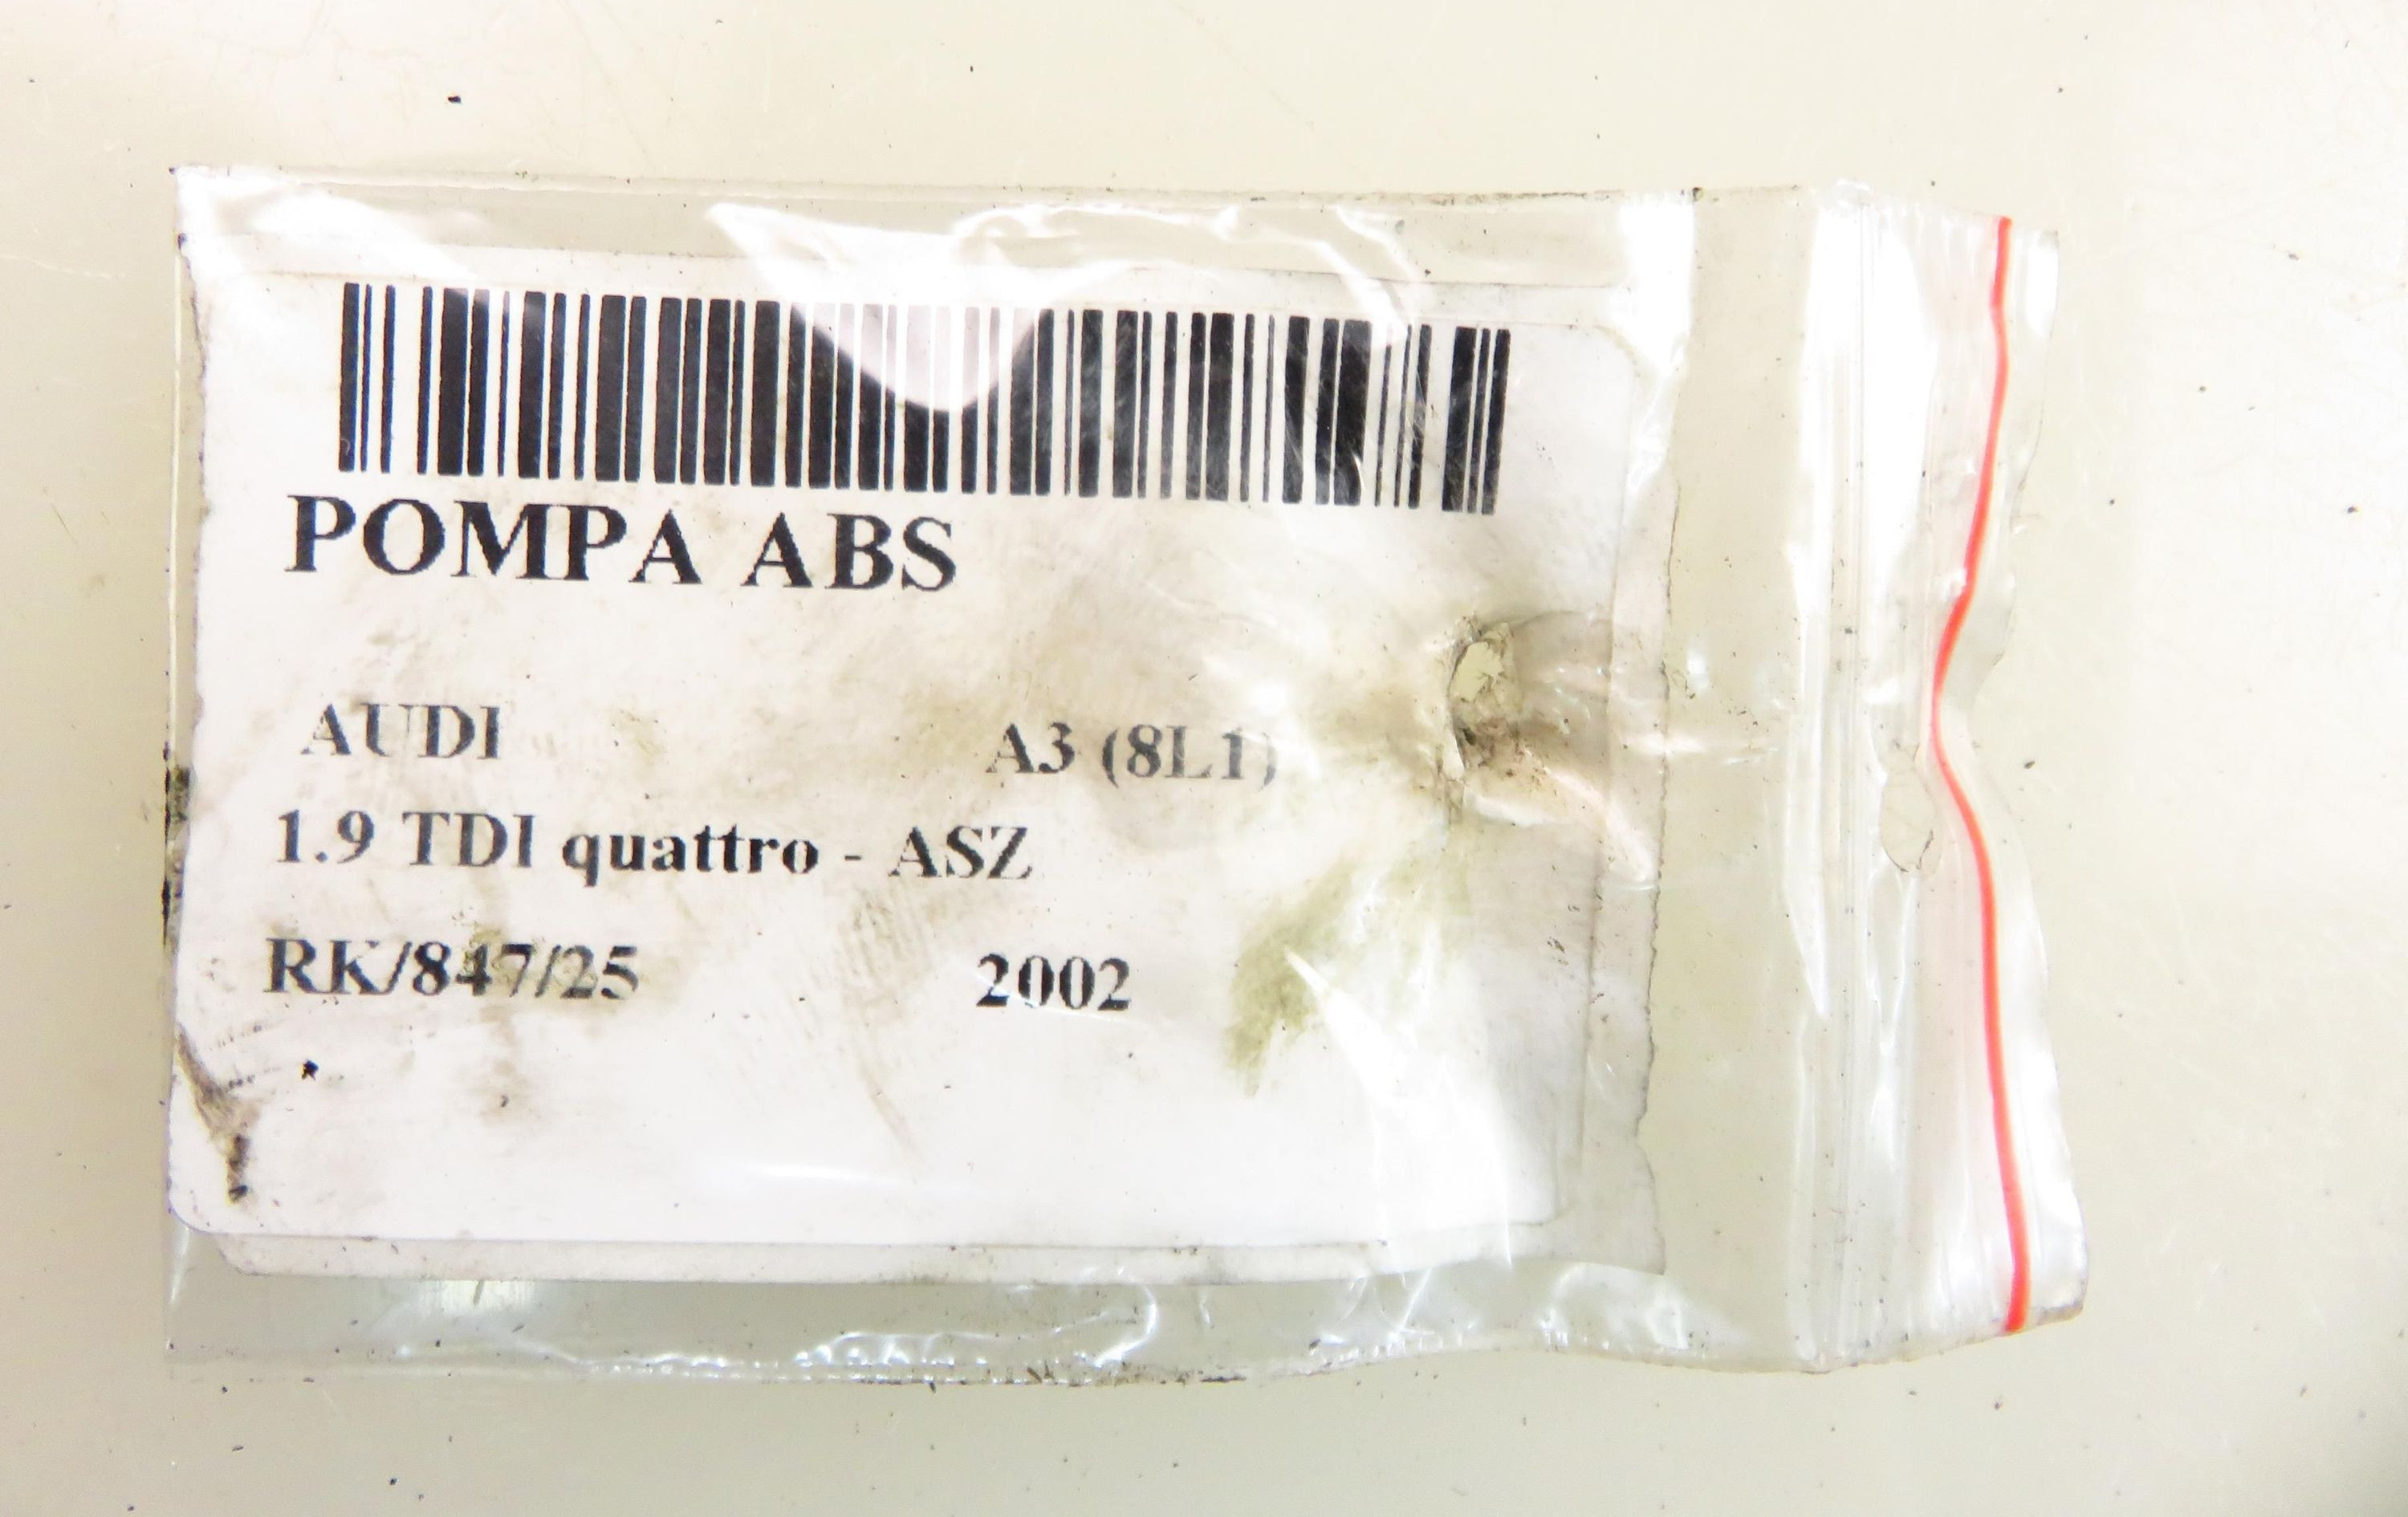 POMPA ABS
AUDI A3 (8L1)
1.9 TDI quattro - ASZ
RK/847/25 2002